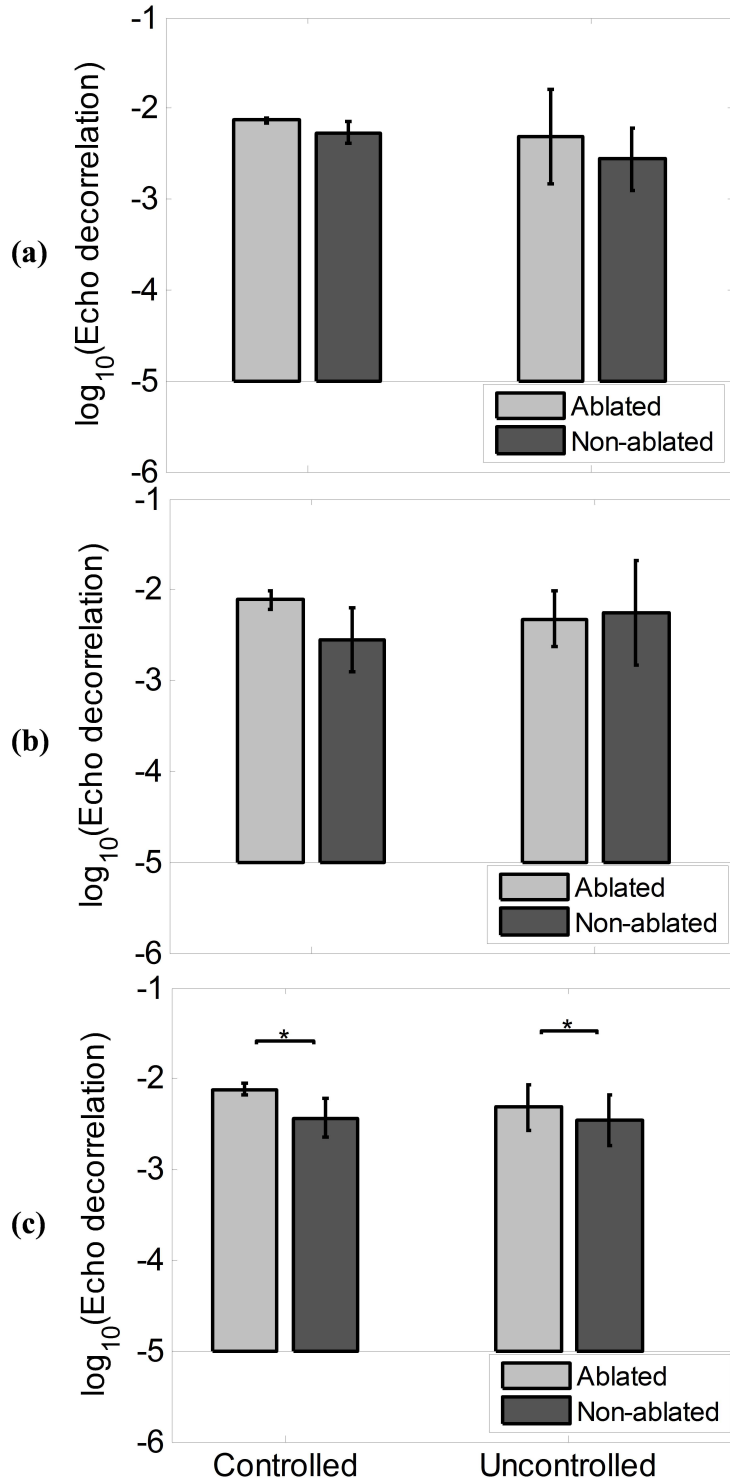 (a)
log10(Echo decorrelation)
-1
-2
-3
-4
-5
-6
Ablated
Non-ablated
(b)
log10(Echo decorrelation)
-1
-2
-3
-4
-5
-6
Ablated
Non-ablated
(c)
log10(Echo decorrelation)
-1
-2
-3
-4
-5
-6
*
*
Ablated
Non-ablated
Controlled
Uncontrolled